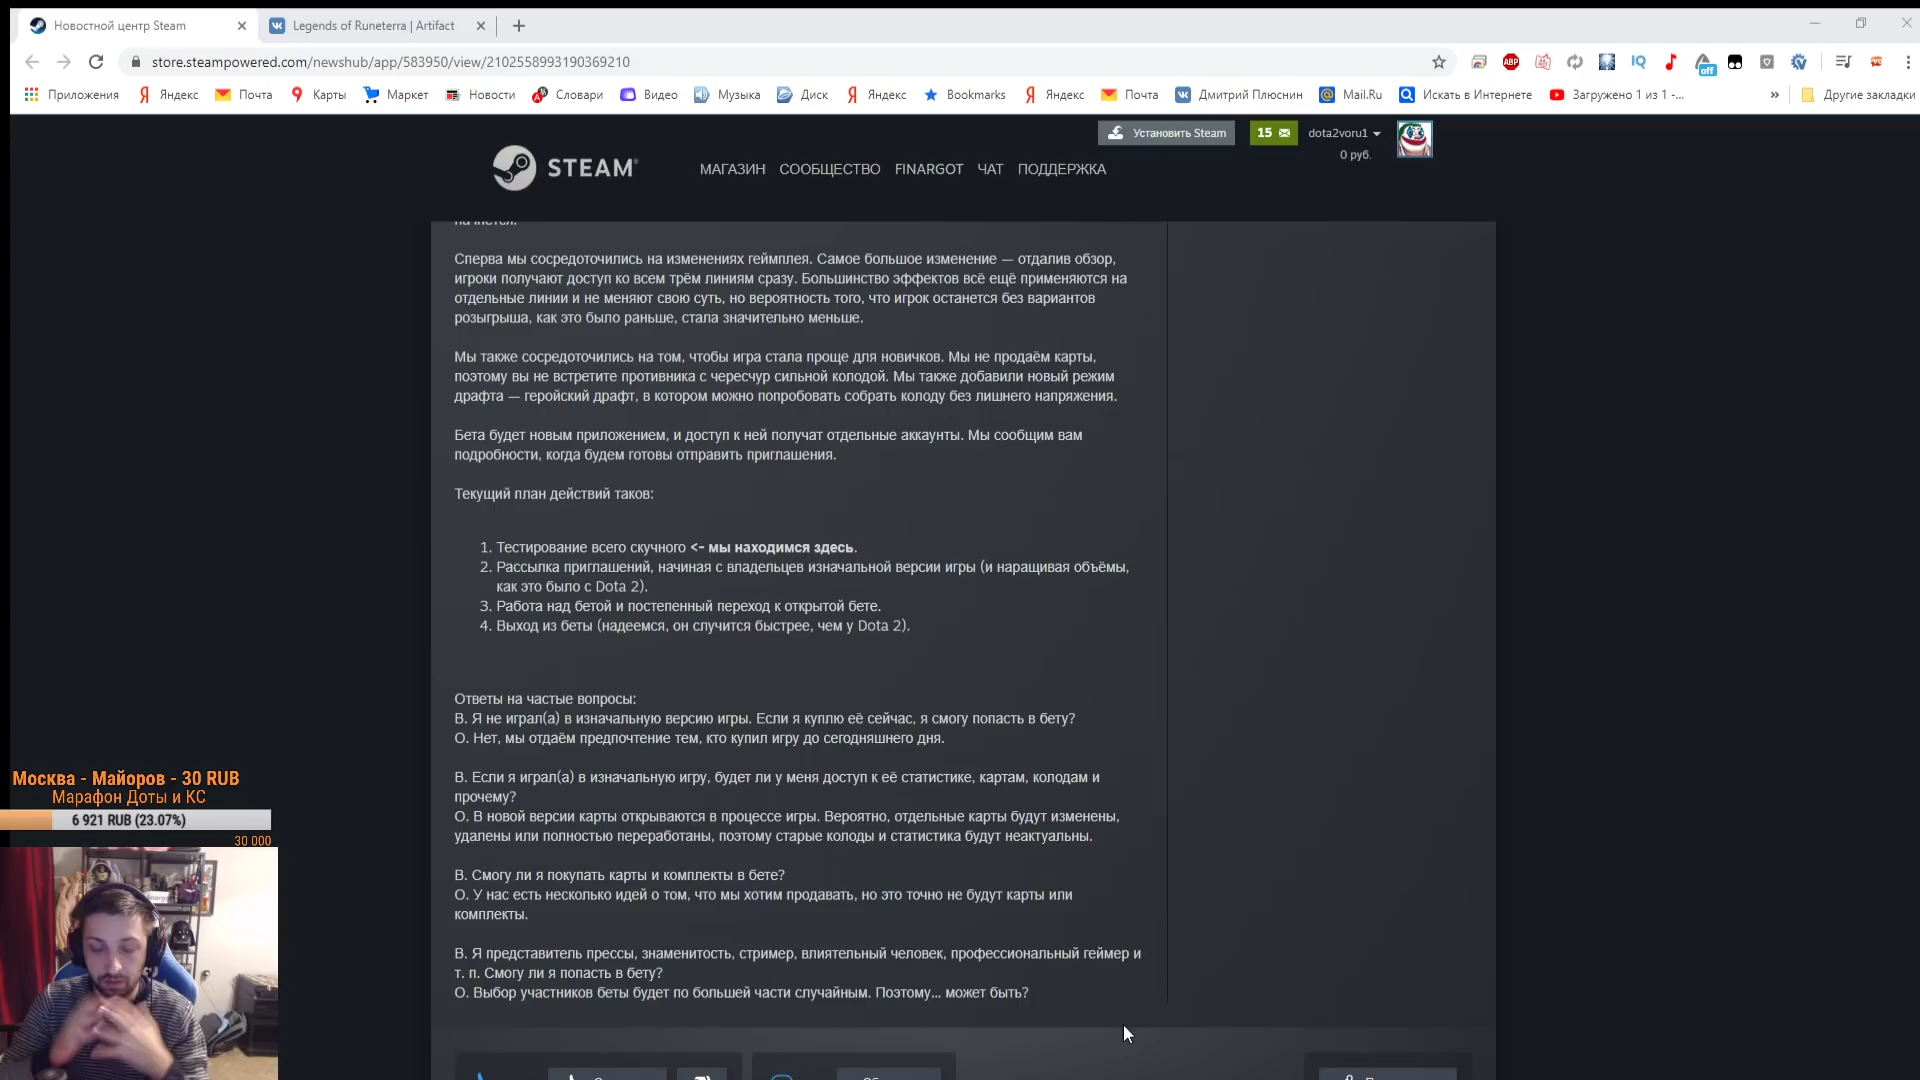 Новостной центр Steam
Legends of Runeterra | Artifact
store.steampowered.com/newshub/app/583950/view/2102558993190369210
ABP
IQ
off
Приложения
Яндекс
Почта
Карты
Маркет
Новости
Словари
Видео
Музыка
Диск
Яндекс
Bookmarks
Яндекс
Почта
Дмитрий Плюснин
Mail.Ru
Искать в Интернете
Загружено 1 из 1 -...
»
Другие закладки
Установить Steam
15
dota2voru1
0 руб.
STEAM
МАГАЗИН
СООБЩЕСТВО
FINARGOT
ЧАТ
ПОДДЕРЖКА
Сперва мы сосредоточились на изменениях геймплея. Самое большое изменение — отдалив обзор,
игроки получают доступ ко всем трём линиям сразу. Большинство эффектов всё ещё применяются на
отдельные линии и не меняют свою суть, но вероятность того, что игрок останется без вариантов
розыгрыша, как это было раньше, стала значительно меньше.
Мы также сосредоточились на том, чтобы игра стала проще для новичков. Мы не продаём карты,
поэтому вы не встретите противника с чересчур сильной колодой. Мы также добавили новый режим
драфта — геройский драфт, в котором можно попробовать собрать колоду без лишнего напряжения.
Бета будет новым приложением, и доступ к ней получат отдельные аккаунты. Мы сообщим вам
подробности, когда будем готовы отправить приглашения.
Текущий план действий таков:
1. Тестирование всего скучного <- мы находимся здесь.
2. Рассылка приглашений, начиная с владельцев изначальной версии игры (и наращивая объёмы,
как это было с Dota 2).
3. Работа над бетой и постепенный переход к открытой бете.
4. Выход из беты (надеемся, он случится быстрее, чем у Dota 2).
Ответы на частые вопросы:
В. Я не играл(а) в изначальную версию игры. Если я куплю её сейчас, я смогу попасть в бету?
О. Нет, мы отдаём предпочтение тем, кто купил игру до сегодняшнего дня.
В. Если я играл(а) в изначальную игру, будет ли у меня доступ к её статистике, картам, колодам и
прочему?
О. В новой версии карты открываются в процессе игры. Вероятно, отдельные карты будут изменены,
удалены или полностью переработаны, поэтому старые колоды и статистика будут неактуальны.
В. Смогу ли я покупать карты и комплекты в бете?
О. У нас есть несколько идей о том, что мы хотим продавать, но это точно не будут карты или
комплекты.
В. Я представитель прессы, знаменитость, стример, влиятельный человек, профессиональный геймер и
т. п. Смогу ли я попасть в бету?
О. Выбор участников беты будет по большей части случайным. Поэтому... может быть?
Москва - Майоров - 30 RUB
Марафон Доты и КС
6 921 RUB (23.07%)
30 000